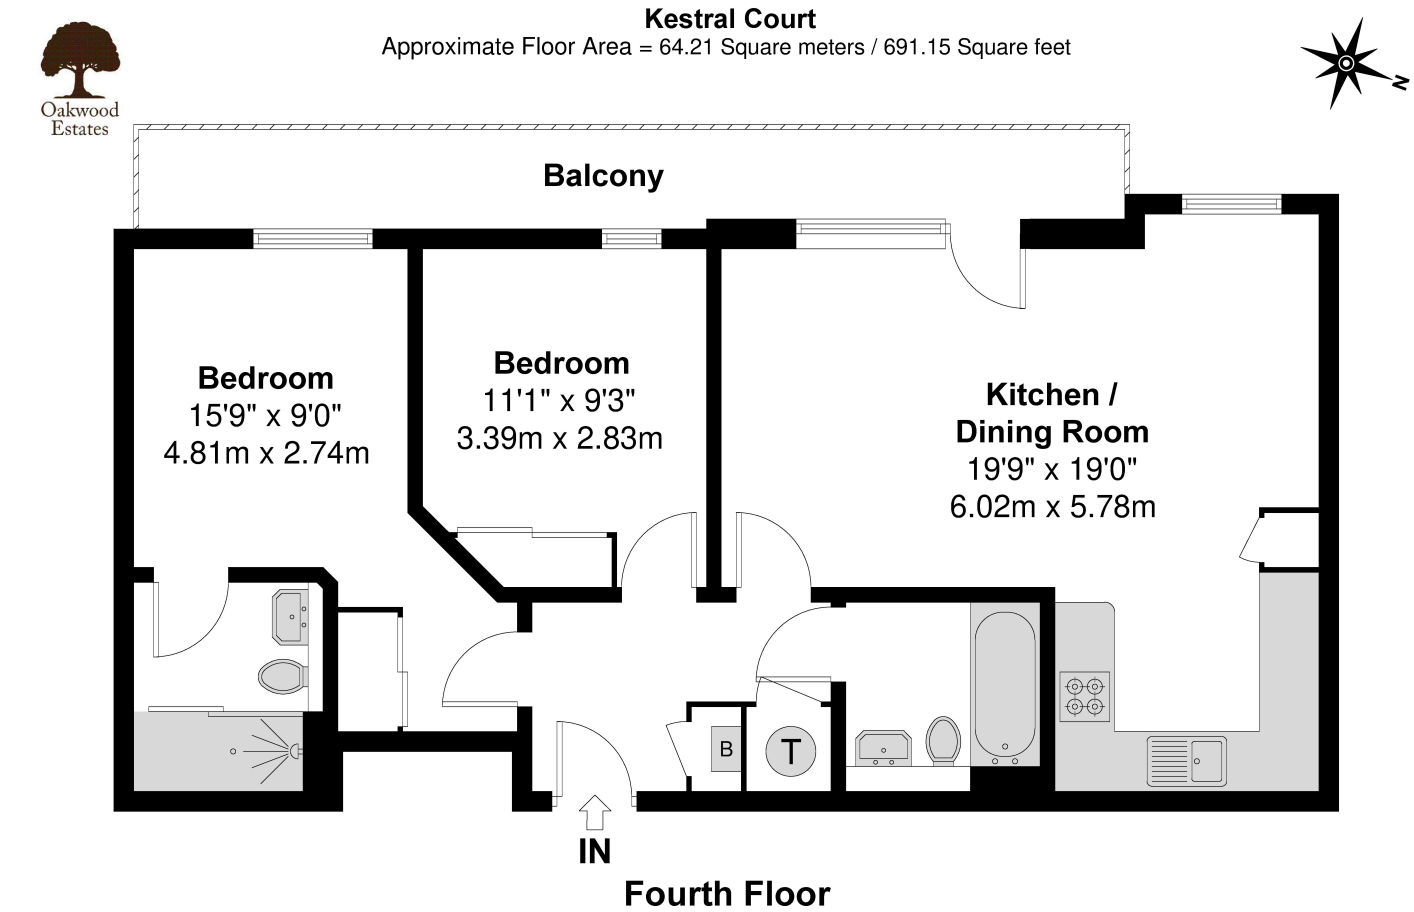 Kestral Court
Approximate Floor Area = 64.21 Square meters / 691.15 Square feet
N
Oakwood
Estates
Balcony
Bedroom
15'9" x 9'0"
4.81m x 2.74m
Bedroom
11'1" x 9'3"
3.39m x 2.83m
Kitchen /
Dining Room
19'9" x 19'0"
6.02m x 5.78m
B
T
IN
Fourth Floor